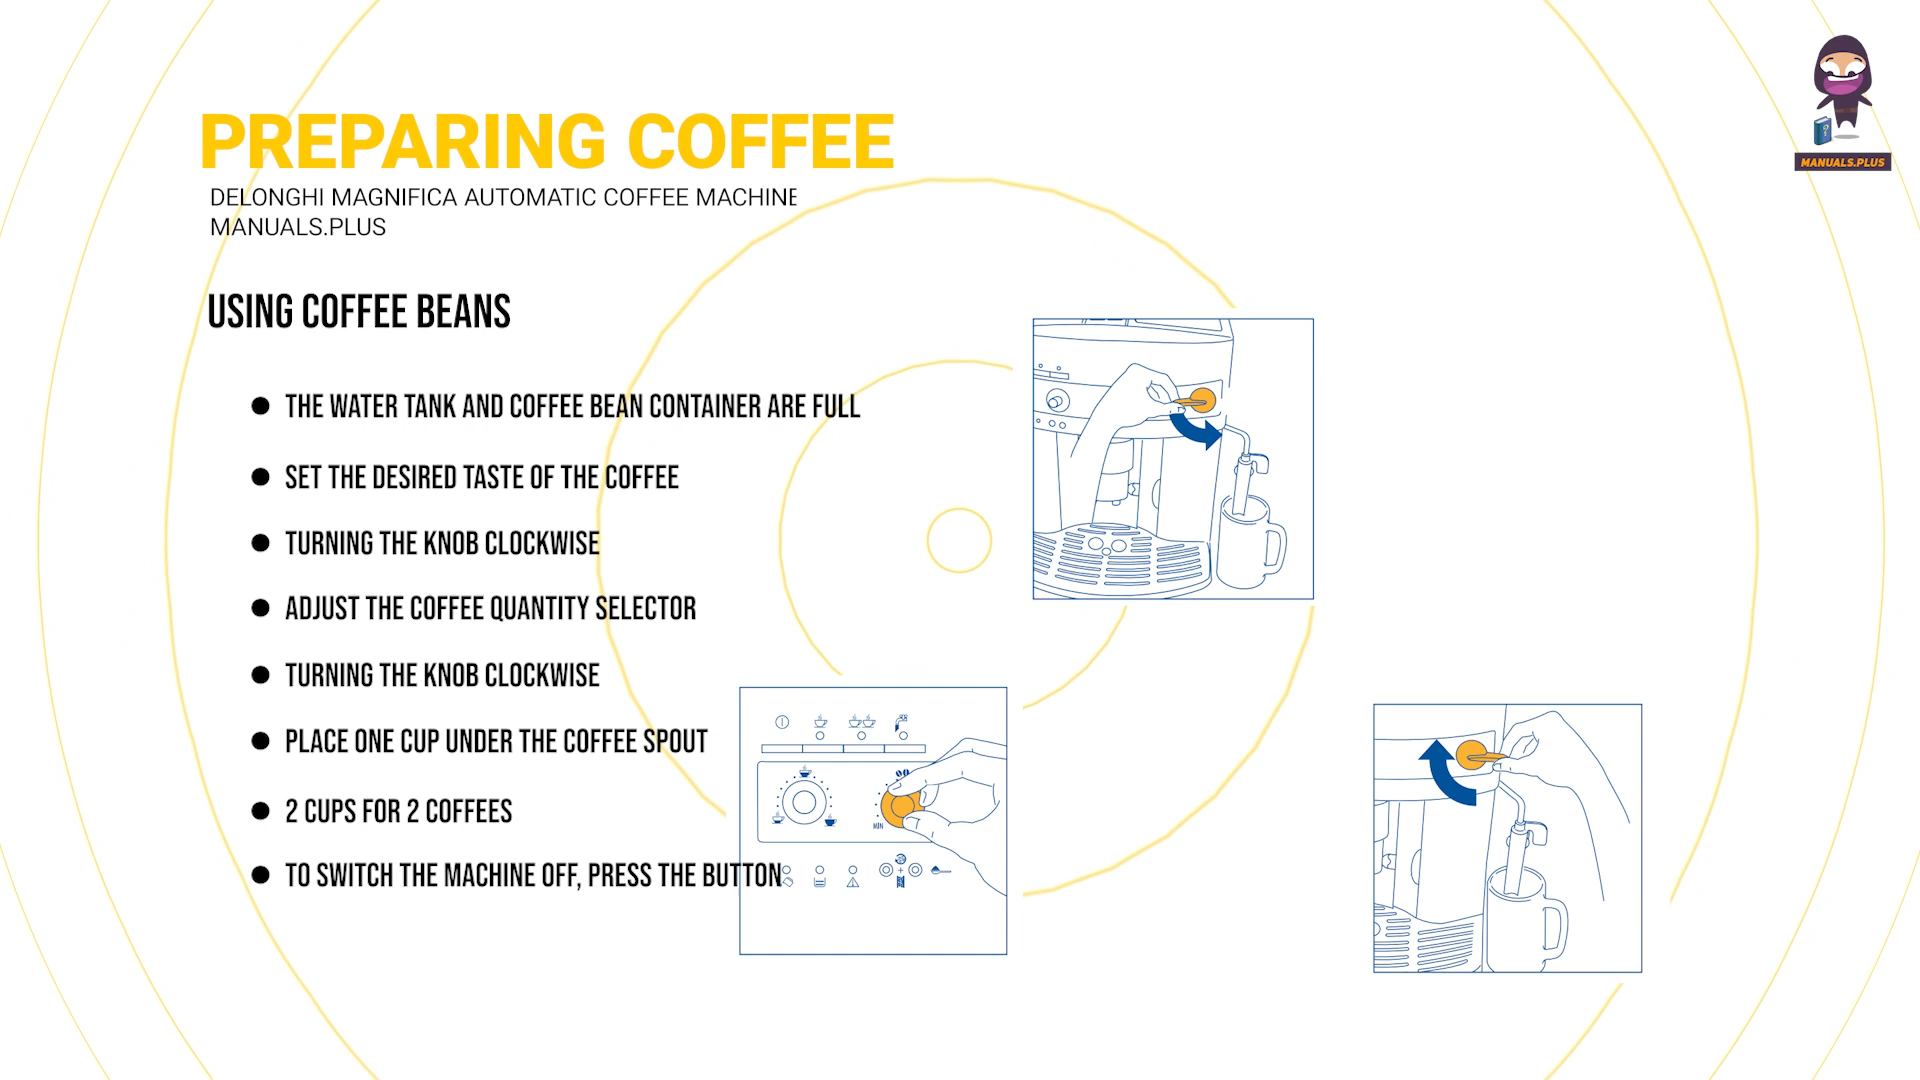 PREPARING COFFEE
DELONGHI MAGNIFICA AUTOMATIC COFFEE MACHINE
MANUALS.PLUS
MANUALS.PLUS
USING COFFEE BEANS
● THE WATER TANK AND COFFEE BEAN CONTAINER ARE FULL
● SET THE DESIRED TASTE OF THE COFFEE
● TURNING THE KNOB CLOCKWISE
● ADJUST THE COFFEE QUANTITY SELECTOR
● TURNING THE KNOB CLOCKWISE
● PLACE ONE CUP UNDER THE COFFEE SPOUT
● 2 CUPS FOR 2 COFFEES
● TO SWITCH THE MACHINE OFF, PRESS THE BUTTON
MIN